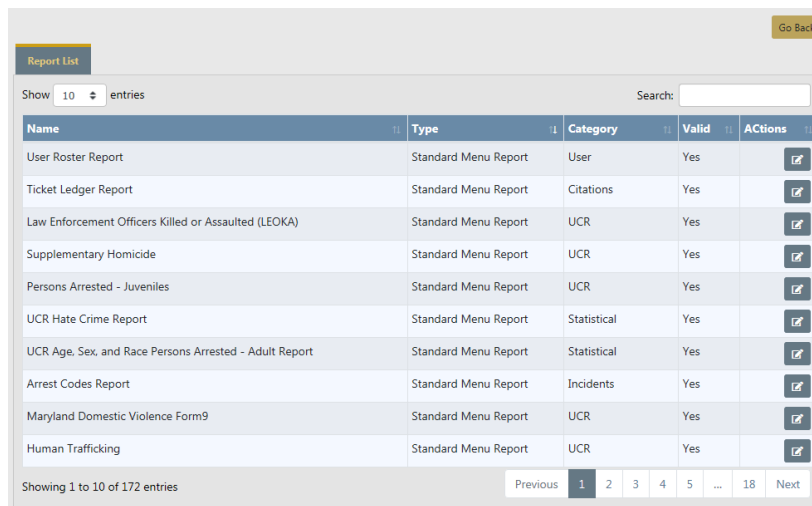 Go Back
Report List
Show 10 entries Search:
Name Type Category Valid ACtions
User Roster Report Standard Menu Report User Yes
Ticket Ledger Report Standard Menu Report Citations Yes
Law Enforcement Officers Killed or Assaulted (LEOKA) Standard Menu Report UCR Yes
Supplementary Homicide Standard Menu Report UCR Yes
Persons Arrested - Juveniles Standard Menu Report UCR Yes
UCR Hate Crime Report Standard Menu Report Statistical Yes
UCR Age, Sex, and Race Persons Arrested - Adult Report Standard Menu Report Statistical Yes
Arrest Codes Report Standard Menu Report Incidents Yes
Maryland Domestic Violence Form9 Standard Menu Report UCR Yes
Human Trafficking Standard Menu Report UCR Yes
Showing 1 to 10 of 172 entries Previous 1 2 3 4 5 ... 18 Next